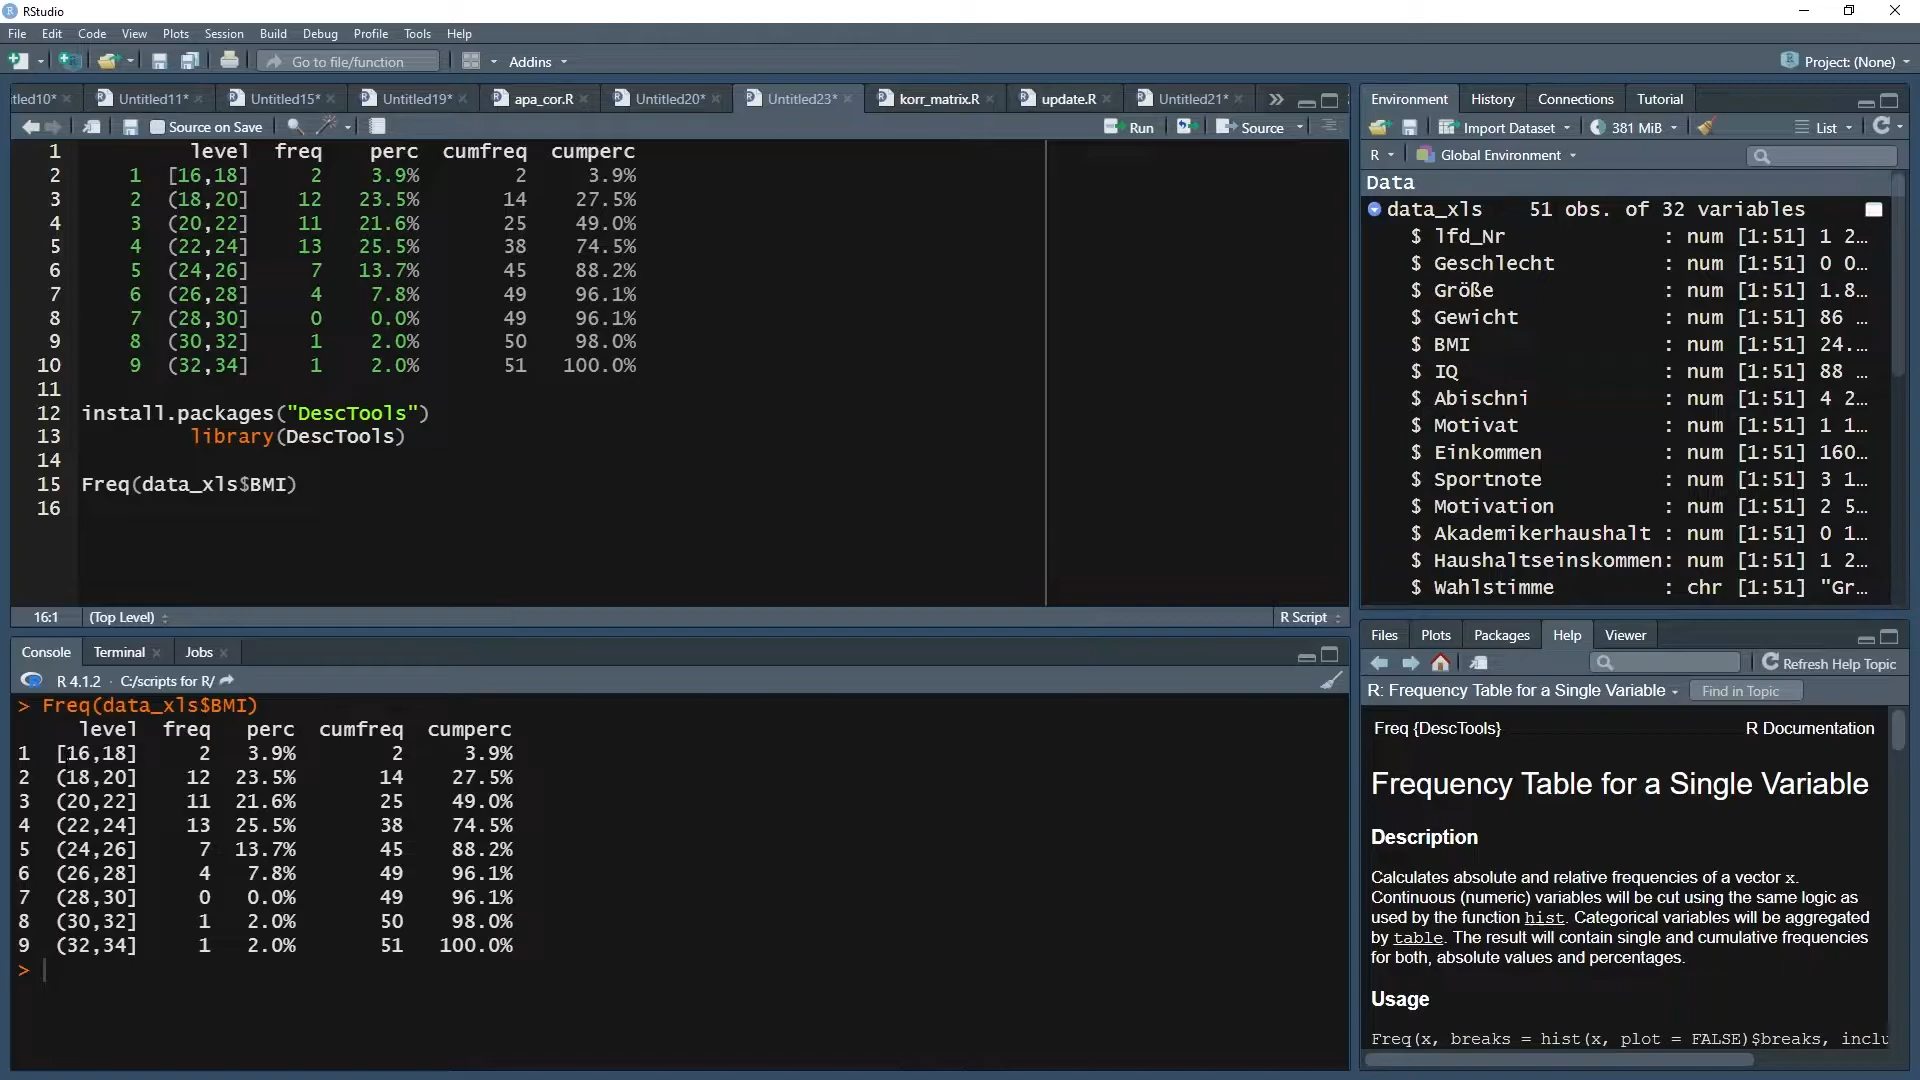 RStudio
File Edit Code View Plots Session Build Debug Profile Tools Help
Go to file/function Addins Project: (None)
tled10* Untitled11* Untitled15* Untitled19* apa_cor.R Untitled20* Untitled23* korr_matrix.R update.R Untitled21*
Source on Save Run Source
1 level freq perc cumfreq cumperc
2 1 [16,18] 2 3.9% 2 3.9%
3 2 (18,20] 12 23.5% 14 27.5%
4 3 (20,22] 11 21.6% 25 49.0%
5 4 (22,24] 13 25.5% 38 74.5%
6 5 (24,26] 7 13.7% 45 88.2%
7 6 (26,28] 4 7.8% 49 96.1%
8 7 (28,30] 0 0.0% 49 96.1%
9 8 (30,32] 1 2.0% 50 98.0%
10 9 (32,34] 1 2.0% 51 100.0%
11
12 install.packages("DescTools")
13 library(DescTools)
14
15 Freq(data_xls$BMI)
16
16:1 (Top Level) R Script
Console Terminal Jobs
R 4.1.2 · C:/scripts for R/
> Freq(data_xls$BMI)
level freq perc cumfreq cumperc
1 [16,18] 2 3.9% 2 3.9%
2 (18,20] 12 23.5% 14 27.5%
3 (20,22] 11 21.6% 25 49.0%
4 (22,24] 13 25.5% 38 74.5%
5 (24,26] 7 13.7% 45 88.2%
6 (26,28] 4 7.8% 49 96.1%
7 (28,30] 0 0.0% 49 96.1%
8 (30,32] 1 2.0% 50 98.0%
9 (32,34] 1 2.0% 51 100.0%
>
Environment History Connections Tutorial
Import Dataset 381 MiB List
R Global Environment
Data
data_xls 51 obs. of 32 variables
$ lfd_Nr : num [1:51] 1 2…
$ Geschlecht : num [1:51] 0 0…
$ Größe : num [1:51] 1.8…
$ Gewicht : num [1:51] 86 …
$ BMI : num [1:51] 24.…
$ IQ : num [1:51] 88 …
$ Abischni : num [1:51] 4 2…
$ Motivat : num [1:51] 1 1…
$ Einkommen : num [1:51] 160…
$ Sportnote : num [1:51] 3 1…
$ Motivation : num [1:51] 2 5…
$ Akademikerhaushalt : num [1:51] 0 1…
$ Haushaltseinskommen: num [1:51] 1 2…
$ Wahlstimme : chr [1:51] "Gr…
Files Plots Packages Help Viewer
Refresh Help Topic
R: Frequency Table for a Single Variable Find in Topic
Freq {DescTools} R Documentation
Frequency Table for a Single Variable
Description
Calculates absolute and relative frequencies of a vector x.
Continuous (numeric) variables will be cut using the same logic as
used by the function hist. Categorical variables will be aggregated
by table. The result will contain single and cumulative frequencies
for both, absolute values and percentages.
Usage
Freq(x, breaks = hist(x, plot = FALSE)$breaks, inclu